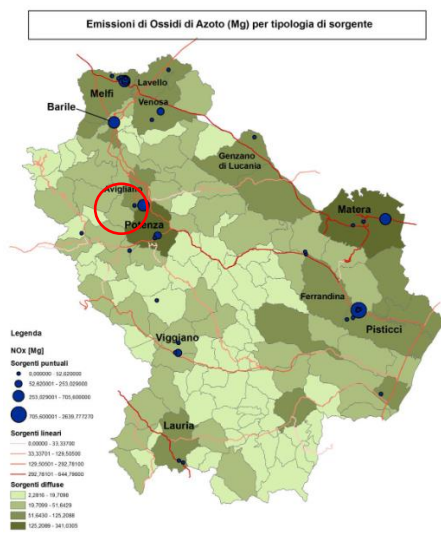 Emissioni di Ossidi di Azoto (Mg) per tipologia di sorgente
Lavello
Melfi
Venosa
Barile
Genzano
di Lucania
Avigliano
Matera
Potenza
Ferrandina
Pisticci
Viggiano
Lauria
Legenda
NOx [Mg]
Sorgenti puntuali
0,000000 - 52,620000
52,620001 - 253,029000
253,029001 - 705,600000
705,600001 - 2639,777270
Sorgenti lineari
0,00000 - 33,33700
33,33701 - 129,50500
129,50501 - 292,78100
292,78101 - 644,79800
Sorgenti diffuse
2,2916 - 19,7098
19,7099 - 51,6429
51,6430 - 125,2088
125,2089 - 341,0305